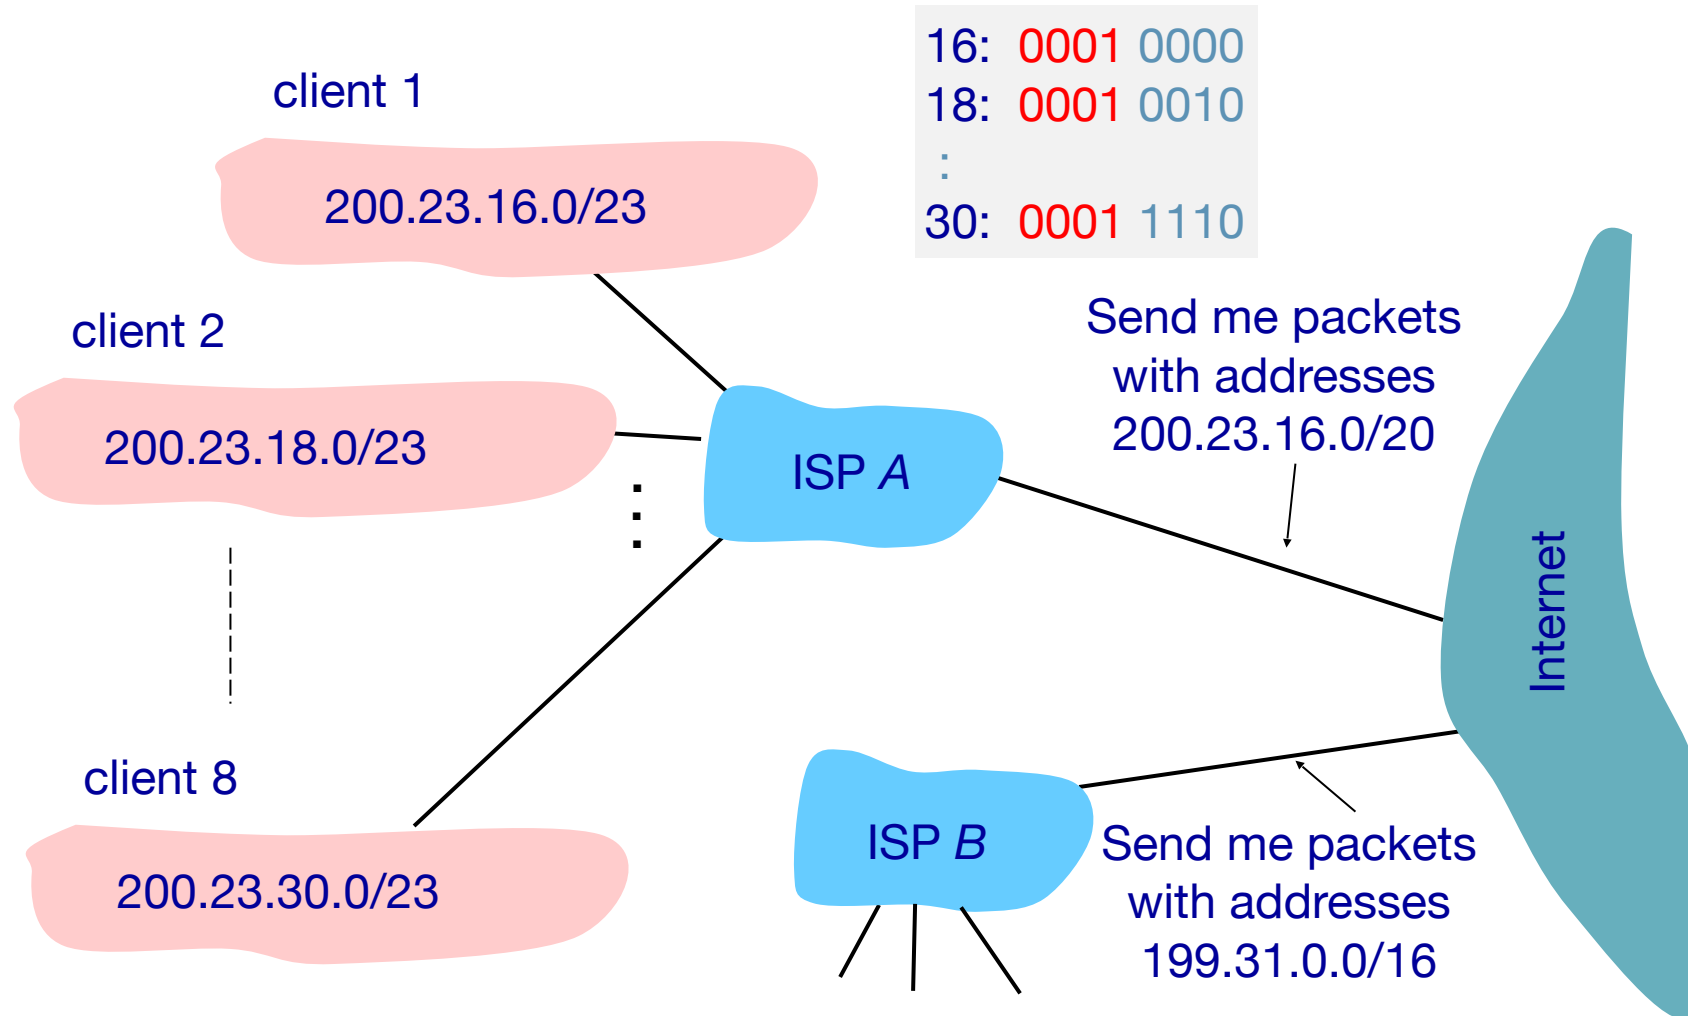 16: 0001 0000
18: 0001 0010
:
30: 0001 1110
client 1
200.23.16.0/23
client 2
200.23.18.0/23
client 8
200.23.30.0/23
ISP A
Send me packets
with addresses
200.23.16.0/20
Internet
ISP B
Send me packets
with addresses
199.31.0.0/16